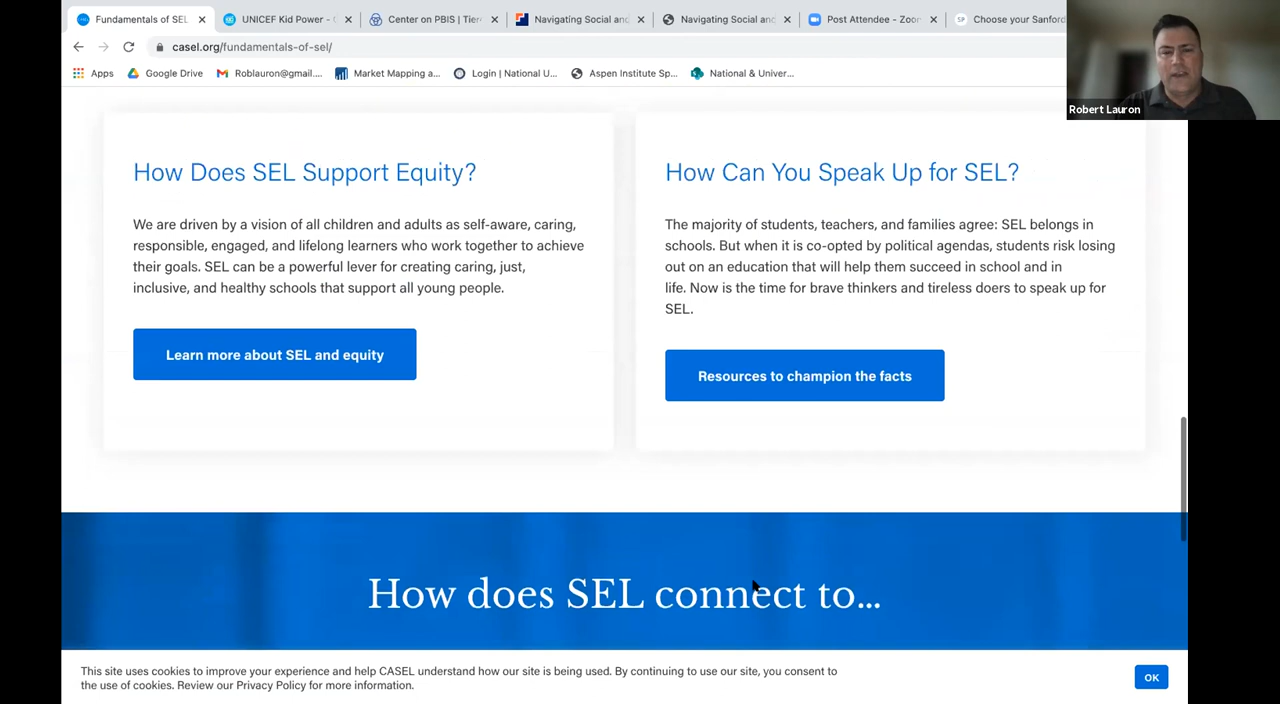 Fundamentals of SEL
UNICEF Kid Power - 
Center on PBIS | Tier
Navigating Social and
Navigating Social and
Post Attendee - Zoom
Choose your Sanford
casel.org/fundamentals-of-sel/
Apps
Google Drive
Roblauron@gmail....
Market Mapping a...
Login | National U...
Aspen Institute Sp...
National & Univer...
Robert Lauron
How Does SEL Support Equity?
We are driven by a vision of all children and adults as self-aware, caring,
responsible, engaged, and lifelong learners who work together to achieve
their goals. SEL can be a powerful lever for creating caring, just,
inclusive, and healthy schools that support all young people.
Learn more about SEL and equity
How Can You Speak Up for SEL?
The majority of students, teachers, and families agree: SEL belongs in
schools. But when it is co-opted by political agendas, students risk losing
out on an education that will help them succeed in school and in
life. Now is the time for brave thinkers and tireless doers to speak up for
SEL.
Resources to champion the facts
How does SEL connect to...
This site uses cookies to improve your experience and help CASEL understand how our site is being used. By continuing to use our site, you consent to
the use of cookies. Review our Privacy Policy for more information.
OK